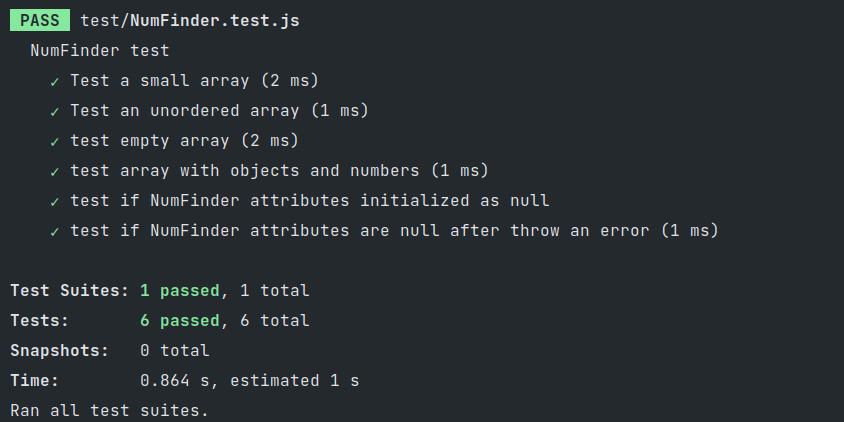 PASS test/NumFinder.test.js
NumFinder test
✓ Test a small array (2 ms)
✓ Test an unordered array (1 ms)
✓ test empty array (2 ms)
✓ test array with objects and numbers (1 ms)
✓ test if NumFinder attributes initialized as null
✓ test if NumFinder attributes are null after throw an error (1 ms)
Test Suites: 1 passed, 1 total
Tests: 6 passed, 6 total
Snapshots: 0 total
Time: 0.864 s, estimated 1 s
Ran all test suites.